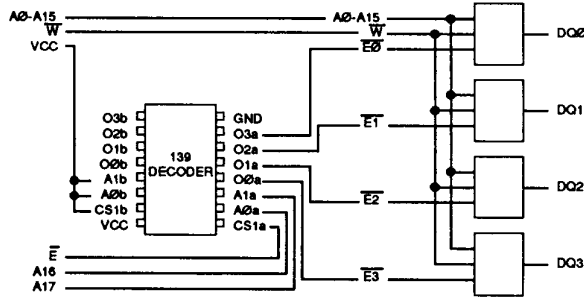 AØ-A15
W
VCC
AØ-A15
W
EØ
DQØ
O3b
O2b
O1b
OØb
A1b
AØb
CS1b
VCC
139
DECODER
GND
O3a
O2a
O1a
OØa
A1a
AØa
CS1a
E1
DQ1
E2
DQ2
E3
DQ3
E
A16
A17